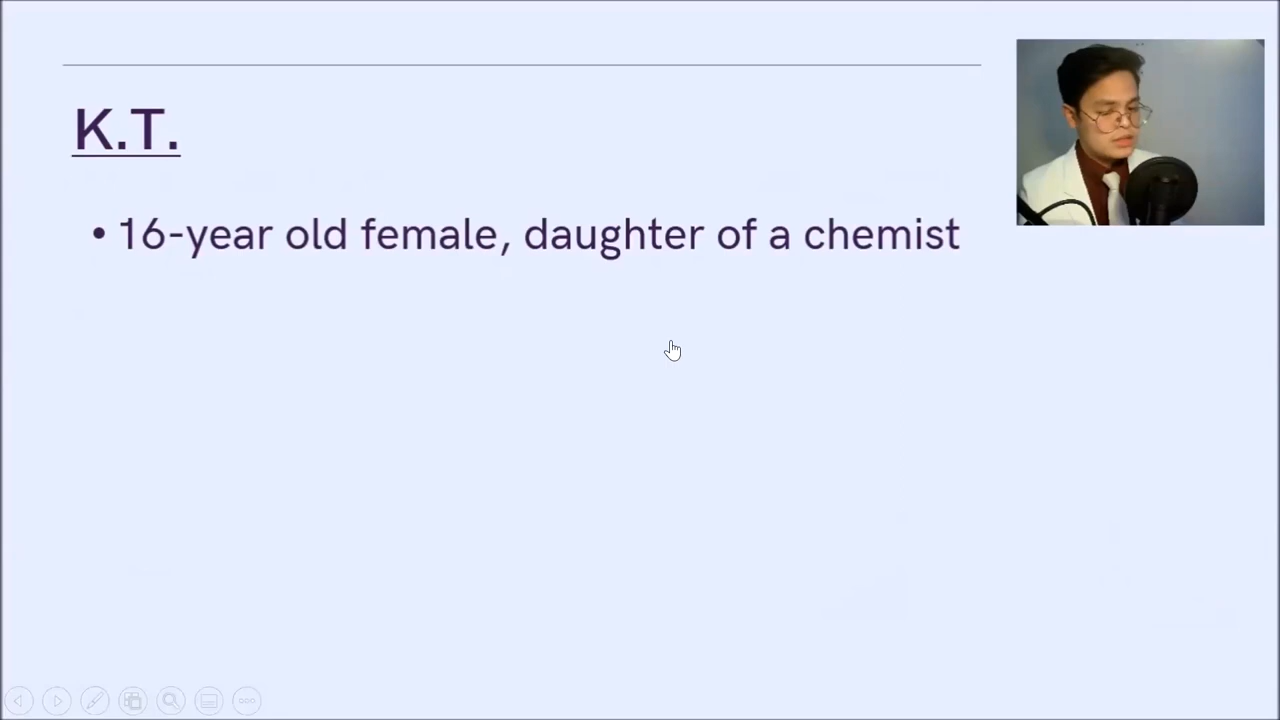 K.T.
• 16-year old female, daughter of a chemist